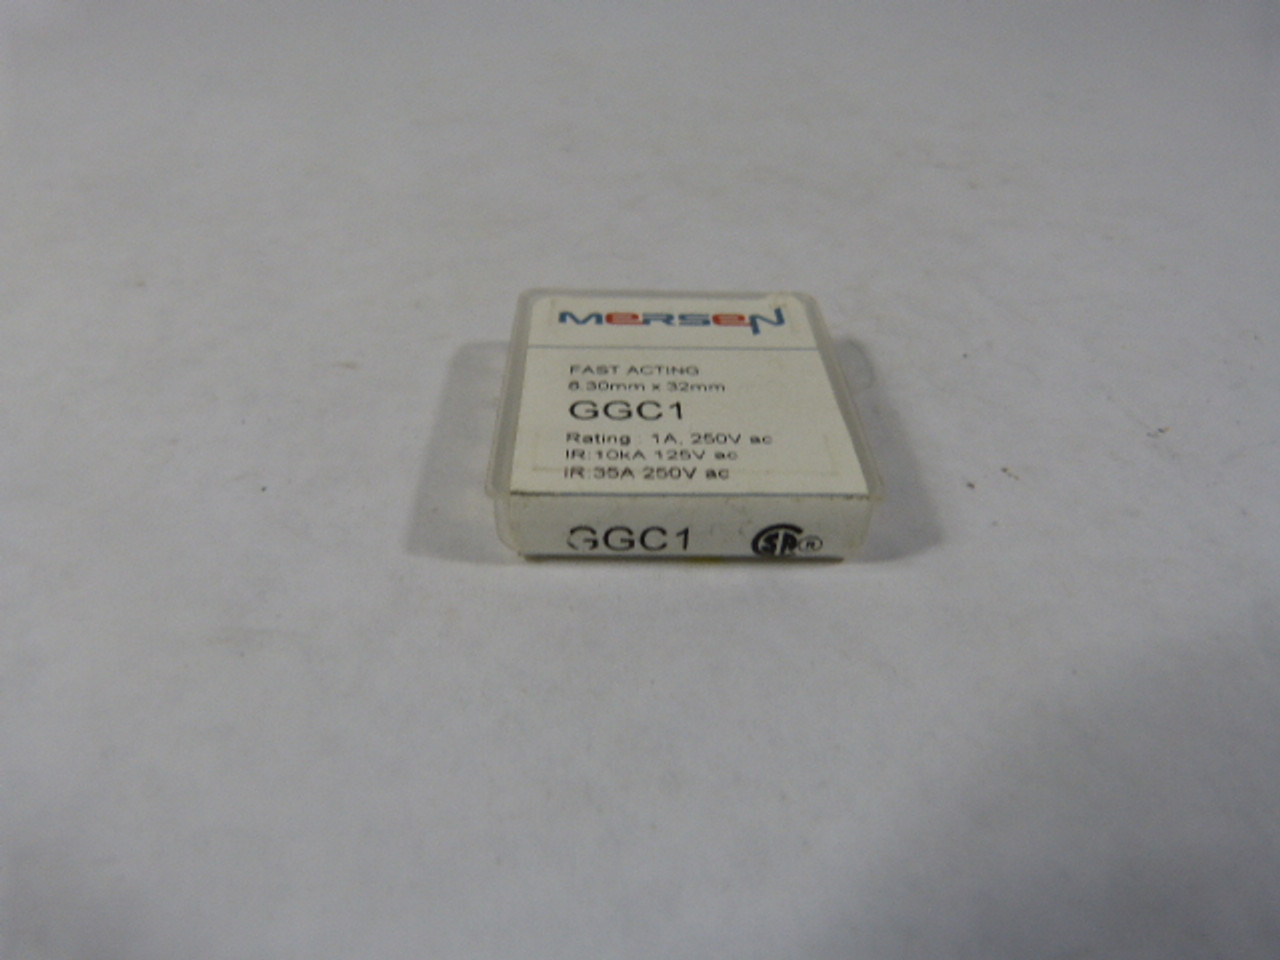 MERSEN
FAST ACTING
6.30mm x 32mm
GGC1
Rating : 1A, 250V ac
IR:10kA 125V ac
IR:35A 250V ac
GGC1 SA®